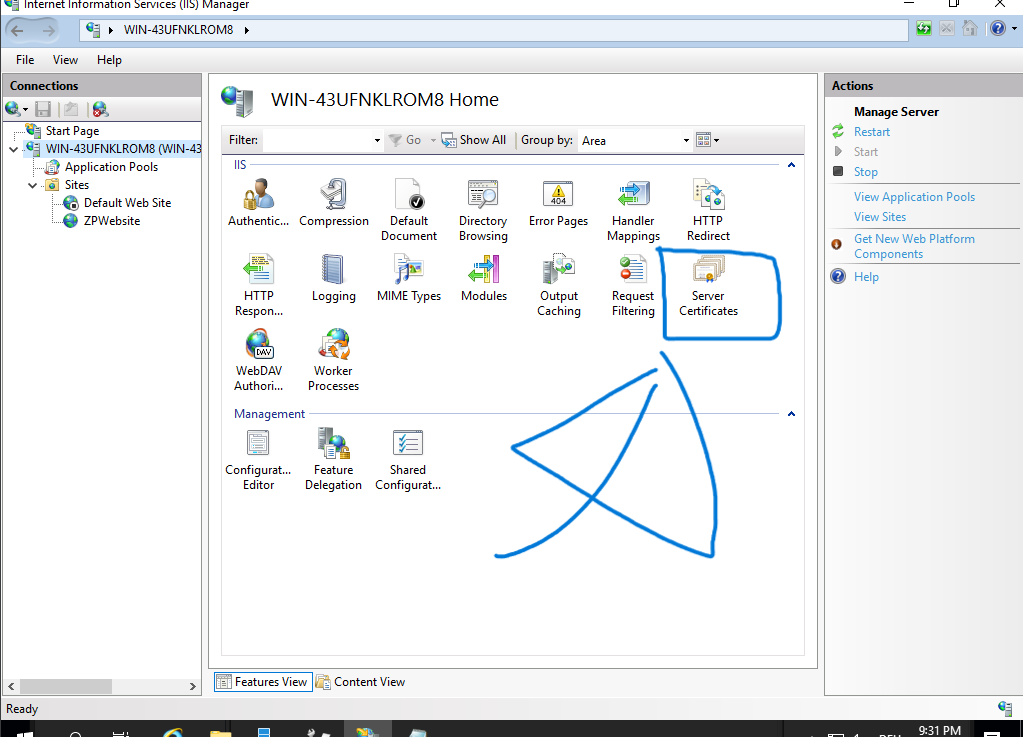 Internet Information Services (IIS) Manager
WIN-43UFNKLROM8
File View Help
Connections
Start Page
WIN-43UFNKLROM8 (WIN-43
Application Pools
Sites
Default Web Site
ZPWebsite
WIN-43UFNKLROM8 Home
Filter: Go Show All Group by: Area
IIS
Authentic... Compression Default Directory Error Pages Handler HTTP
Document Browsing Mappings Redirect
HTTP Logging MIME Types Modules Output Request Server
Respon... Caching Filtering Certificates
404
DAV
WebDAV Worker
Authori... Processes
Management
Configurat... Feature Shared
Editor Delegation Configurat...
Features View Content View
Actions
Manage Server
Restart
Start
Stop
View Application Pools
View Sites
Get New Web Platform
Components
Help
Ready
9:31 PM